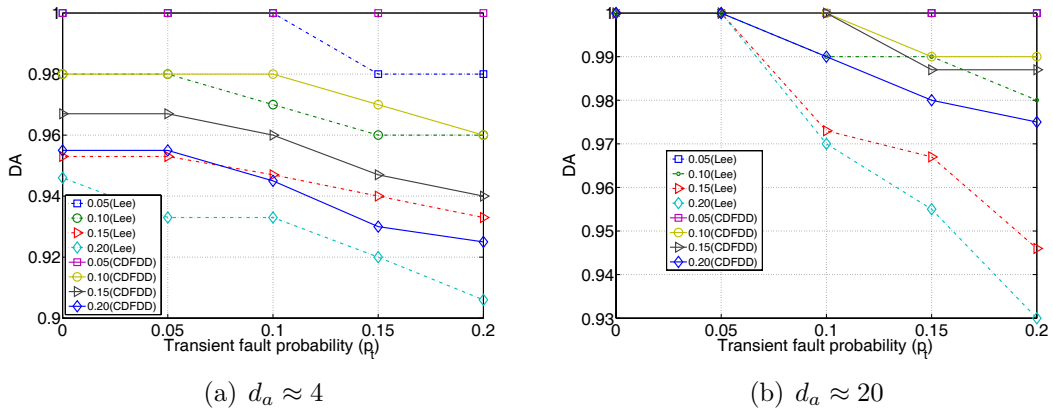 1
0.98
0.96
0.94
0.92
0.9
DA
0.05(Lee)
0.10(Lee)
0.15(Lee)
0.20(Lee)
0.05(CDFDD)
0.10(CDFDD)
0.15(CDFDD)
0.20(CDFDD)
0 0.05 0.1 0.15 0.2
Transient fault probability (pt)
(a) da ≈ 4
1
0.99
0.98
0.97
0.96
0.95
0.94
0.93
DA
0.05(Lee)
0.10(Lee)
0.15(Lee)
0.20(Lee)
0.05(CDFDD)
0.10(CDFDD)
0.15(CDFDD)
0.20(CDFDD)
0 0.05 0.1 0.15 0.2
Transient fault probability (pt)
(b) da ≈ 20